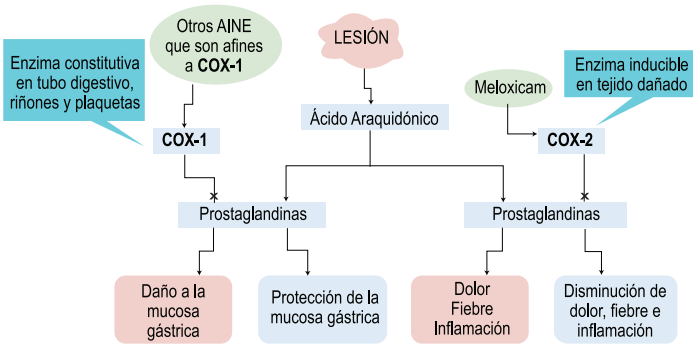 Otros AINE
que son afines
a COX-1
LESIÓN
Enzima constitutiva
en tubo digestivo,
riñones y plaquetas
Enzima inducible
en tejido dañado
Meloxicam
Ácido Araquidónico
COX-1
COX-2
Prostaglandinas
Prostaglandinas
Daño a la
mucosa
gástrica
Protección de la
mucosa gástrica
Dolor
Fiebre
Inflamación
Disminución de
dolor, fiebre e
inflamación